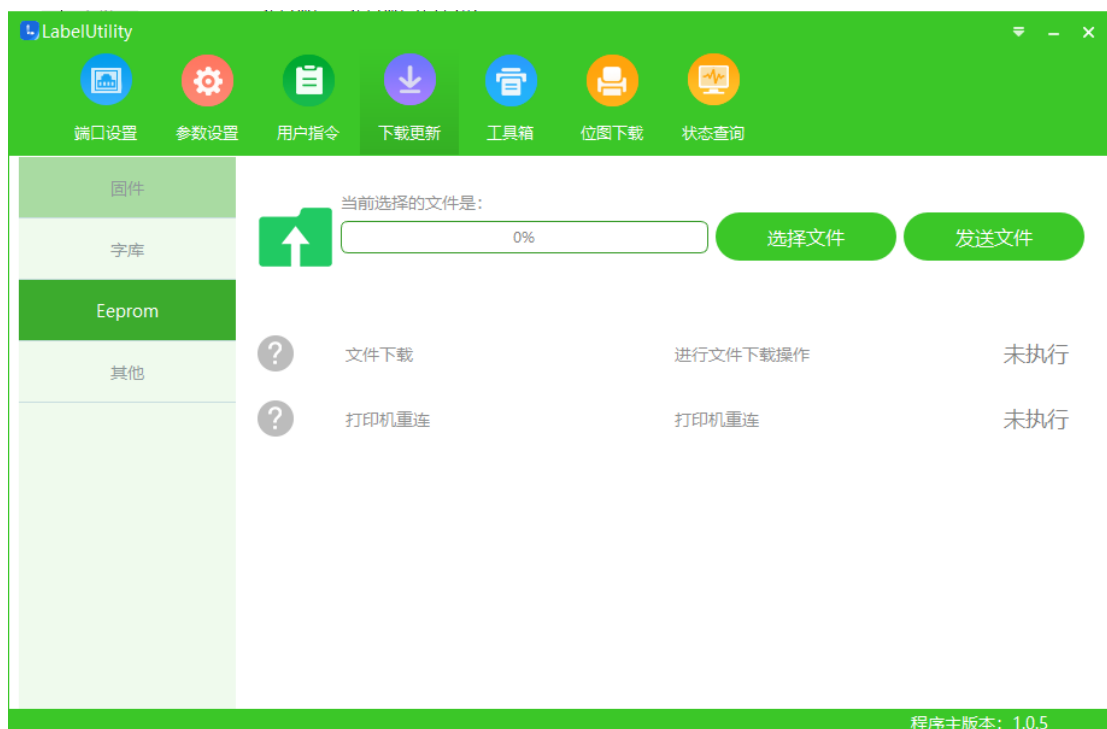 LabelUtility
端口设置 参数设置 用户指令 下载更新 工具箱 位图下载 状态查询
固件
字库
Eeprom
其他
当前选择的文件是：
0%
选择文件 发送文件
文件下载 进行文件下载操作 未执行
打印机重连 打印机重连 未执行
程序主版本：1.0.5